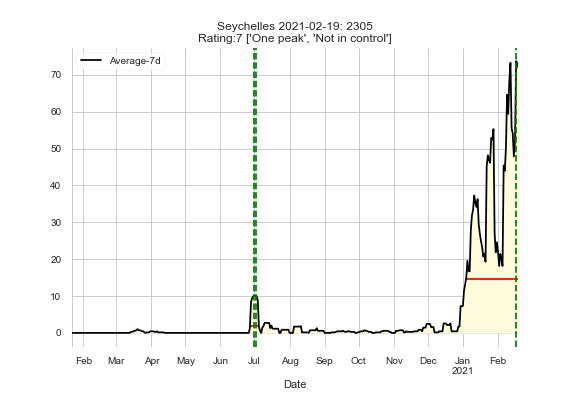 Seychelles 2021-02-19: 2305
Rating:7 ['One peak', 'Not in control']
Average-7d
70
60
50
40
30
20
10
0
Feb Mar Apr May Jun Jul Aug Sep Oct Nov Dec Jan Feb
2021
Date